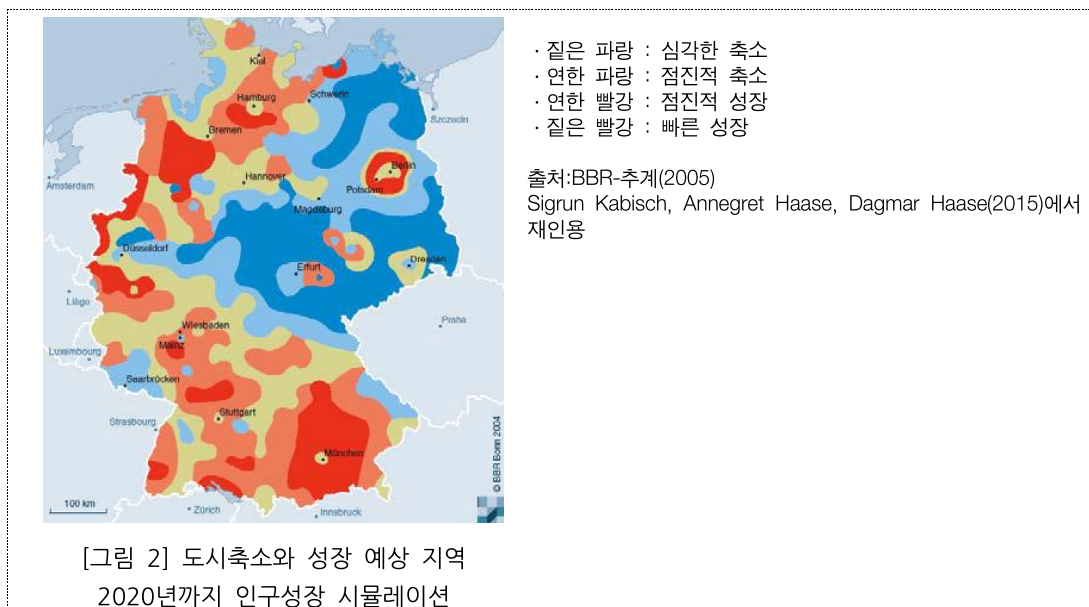 Kiel
Hamburg
Schwerin
Szczecin
Bremen
Amsterdam
Hannover
Berlin
Potsdam
Magdeburg
Düsseldorf
Erfurt
Dresden
Liège
Praha
Wiesbaden
Mainz
Luxembourg
Saarbrücken
Stuttgart
Strasbourg
München
© BBR Bonn 2004
100 km
Zürich
Innsbruck
[그림 2] 도시축소와 성장 예상 지역
2020년까지 인구성장 시뮬레이션
· 짙은 파랑 : 심각한 축소
· 연한 파랑 : 점진적 축소
· 연한 빨강 : 점진적 성장
· 짙은 빨강 : 빠른 성장
출처:BBR-추계(2005)
Sigrun Kabisch, Annegret Haase, Dagmar Haase(2015)에서
재인용